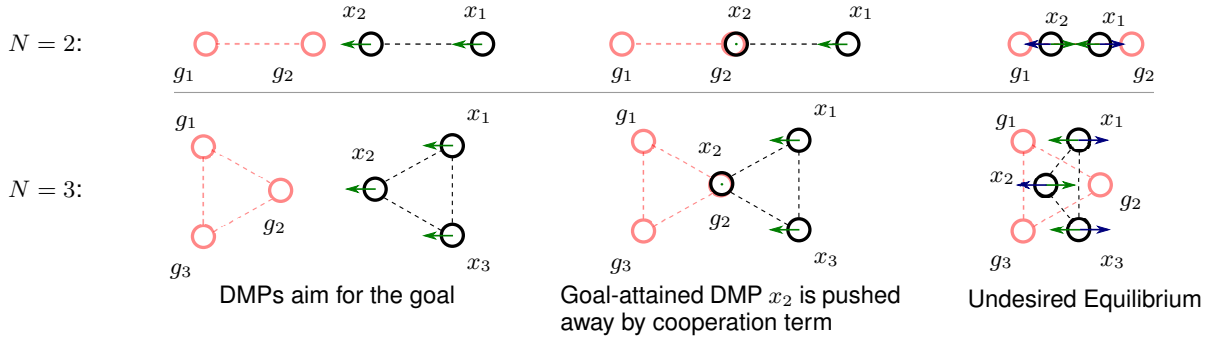 N = 2:
x₂ x₁
g₁ g₂
x₂ x₁
g₁ g₂
x₂ x₁
g₁ g₂
N = 3:
g₁ x₁
x₂
g₂
g₃ x₃
g₁ x₁
x₂
g₂
g₃ x₃
g₁ x₁
x₂
g₂
g₃ x₃
DMPs aim for the goal
Goal-attained DMP x₂ is pushed
away by cooperation term
Undesired Equilibrium